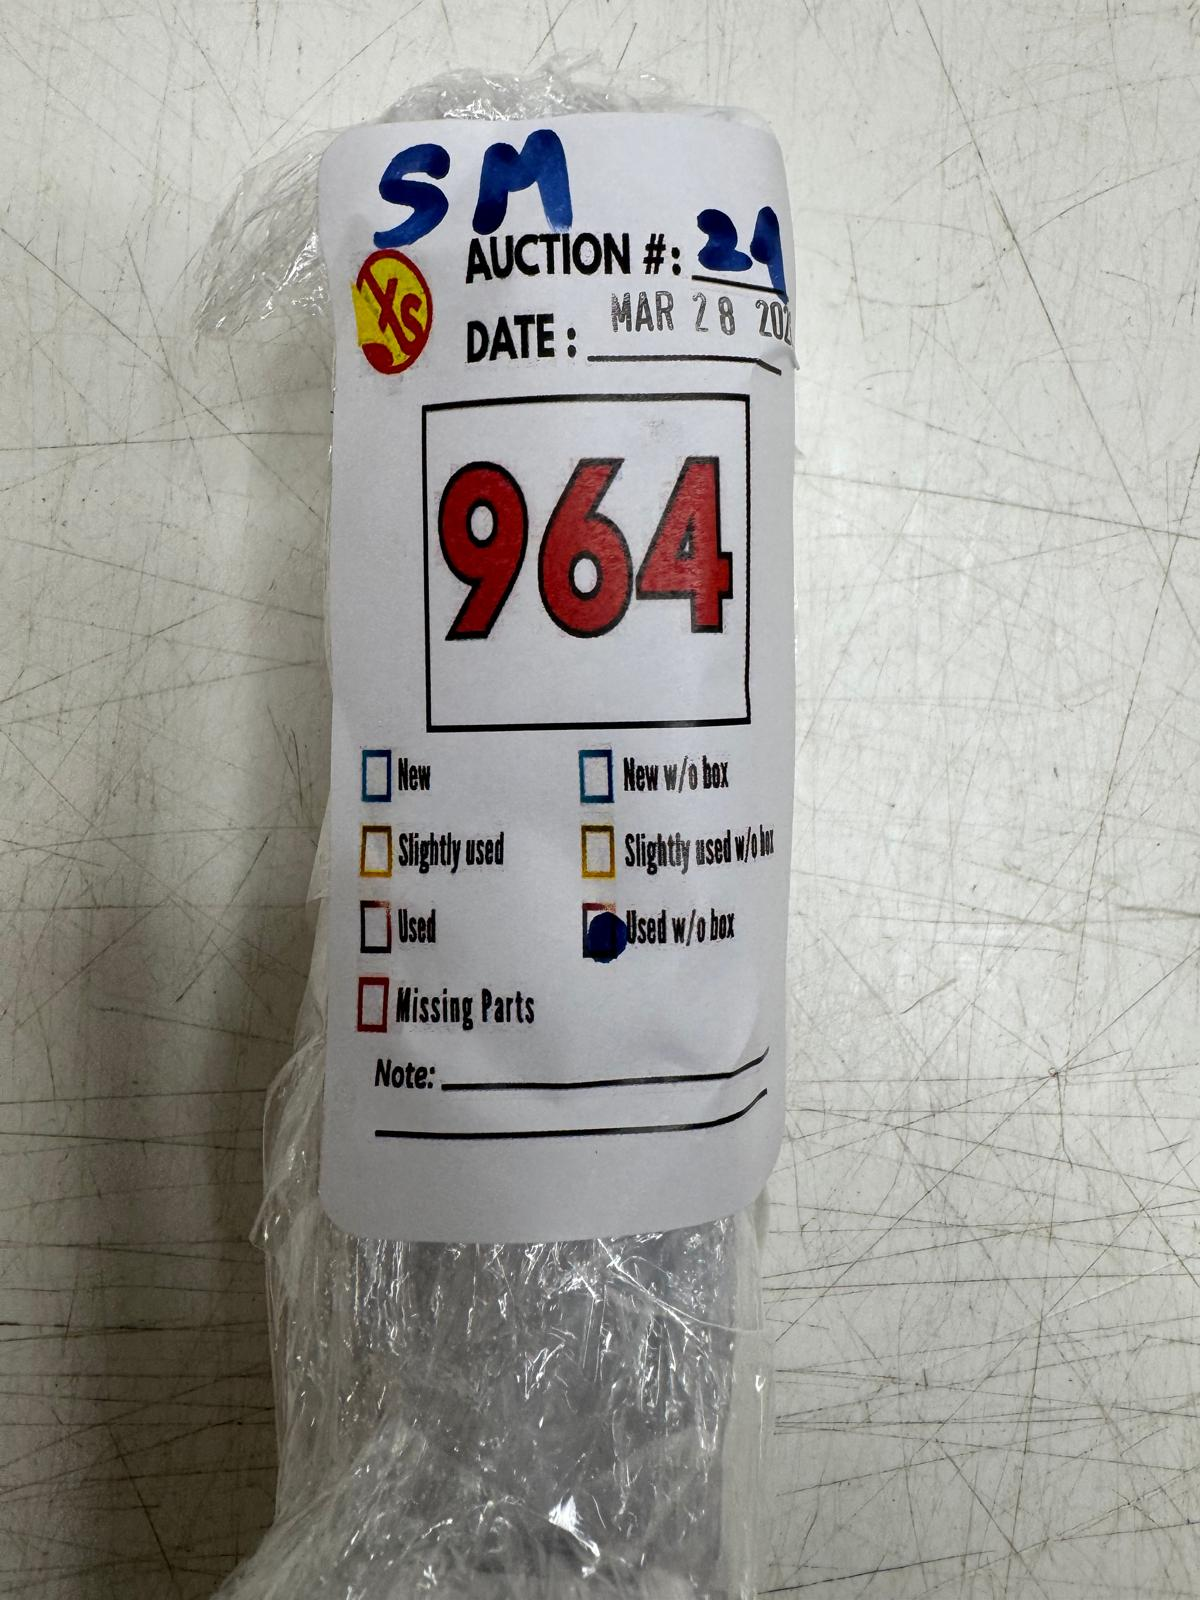 SM
AUCTION #: 24
DATE: MAR 28 202
964
New
New w/o box
Slightly used
Slightly used w/o box
Used
Used w/o box
Missing Parts
Note: